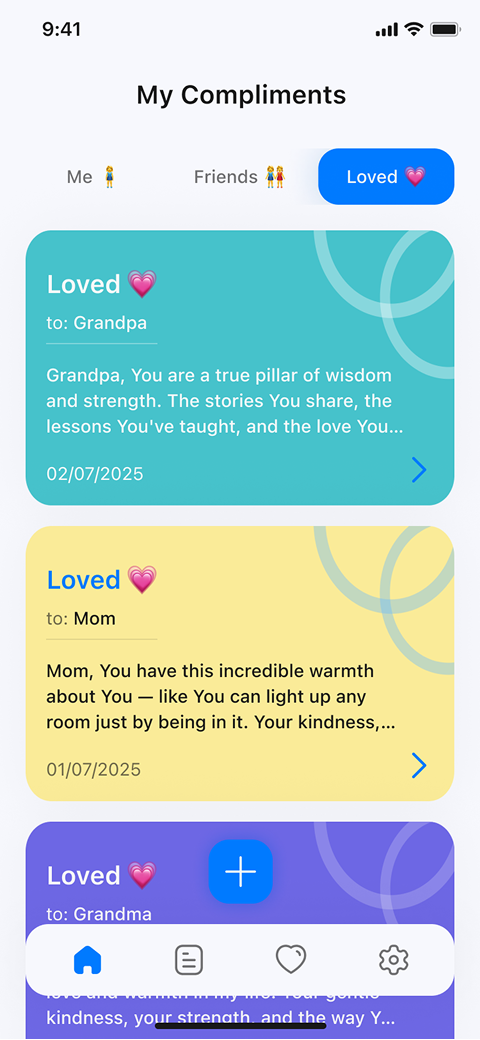 9:41
My Compliments
Me
Friends
Loved
Loved
to: Grandpa
Grandpa, You are a true pillar of wisdom
and strength. The stories You share, the
lessons You've taught, and the love You...
02/07/2025
Loved
to: Mom
Mom, You have this incredible warmth
about You — like You can light up any
room just by being in it. Your kindness,...
01/07/2025
Loved
to: Grandma
love and warmth in my life. Your gentle
kindness, your strength, and the way Y...